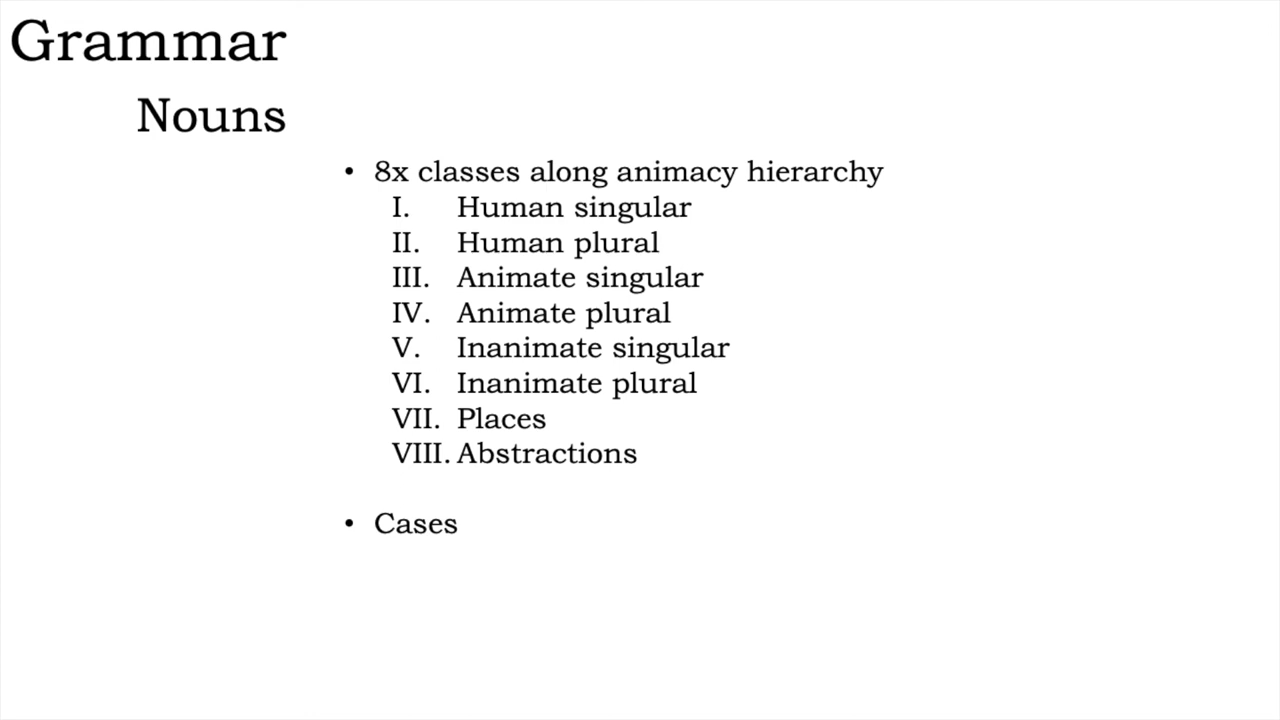 Grammar
Nouns
• 8x classes along animacy hierarchy
I. Human singular
II. Human plural
III. Animate singular
IV. Animate plural
V. Inanimate singular
VI. Inanimate plural
VII. Places
VIII. Abstractions
• Cases